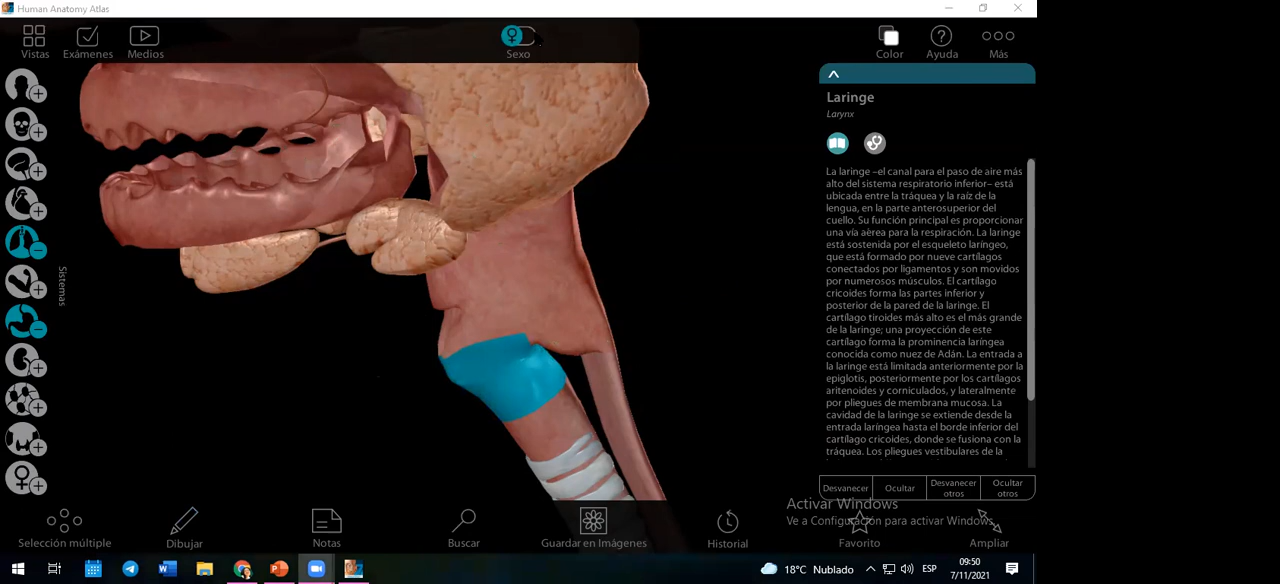 Human Anatomy Atlas
Vistas
Exámenes
Medios
Sexo
Color
Ayuda
Más
Sistemas
Laringe
Larynx
La laringe –el canal para el paso de aire más
alto del sistema respiratorio inferior– está
ubicada entre la tráquea y la raíz de la
lengua, en la parte anterosuperior del
cuello. Su función principal es proporcionar
una vía aérea para la respiración. La laringe
está sostenida por el esqueleto laríngeo,
que está formado por nueve cartílagos
conectados por ligamentos y son movidos
por numerosos músculos. El cartílago
cricoides forma las partes inferior y
posterior de la pared de la laringe. El
cartílago tiroides más alto es el más grande
de la laringe; una proyección de este
cartílago forma la prominencia laríngea
conocida como nuez de Adán. La entrada a
la laringe está limitada anteriormente por la
epiglotis, posteriormente por los cartílagos
aritenoides y corniculados, y lateralmente
por pliegues de membrana mucosa. La
cavidad de la laringe se extiende desde la
entrada laríngea hasta el borde inferior del
cartílago cricoides, donde se fusiona con la
tráquea. Los pliegues vestibulares de la
Desvanecer
Ocultar
Desvanecer
otros
Ocultar
otros
Activar Windows
Ve a Configuración para activar Windows.
Selección múltiple
Dibujar
Notas
Buscar
Guardar en Imágenes
Historial
Favorito
Ampliar
18°C Nublado
ESP
09:50
7/11/2021